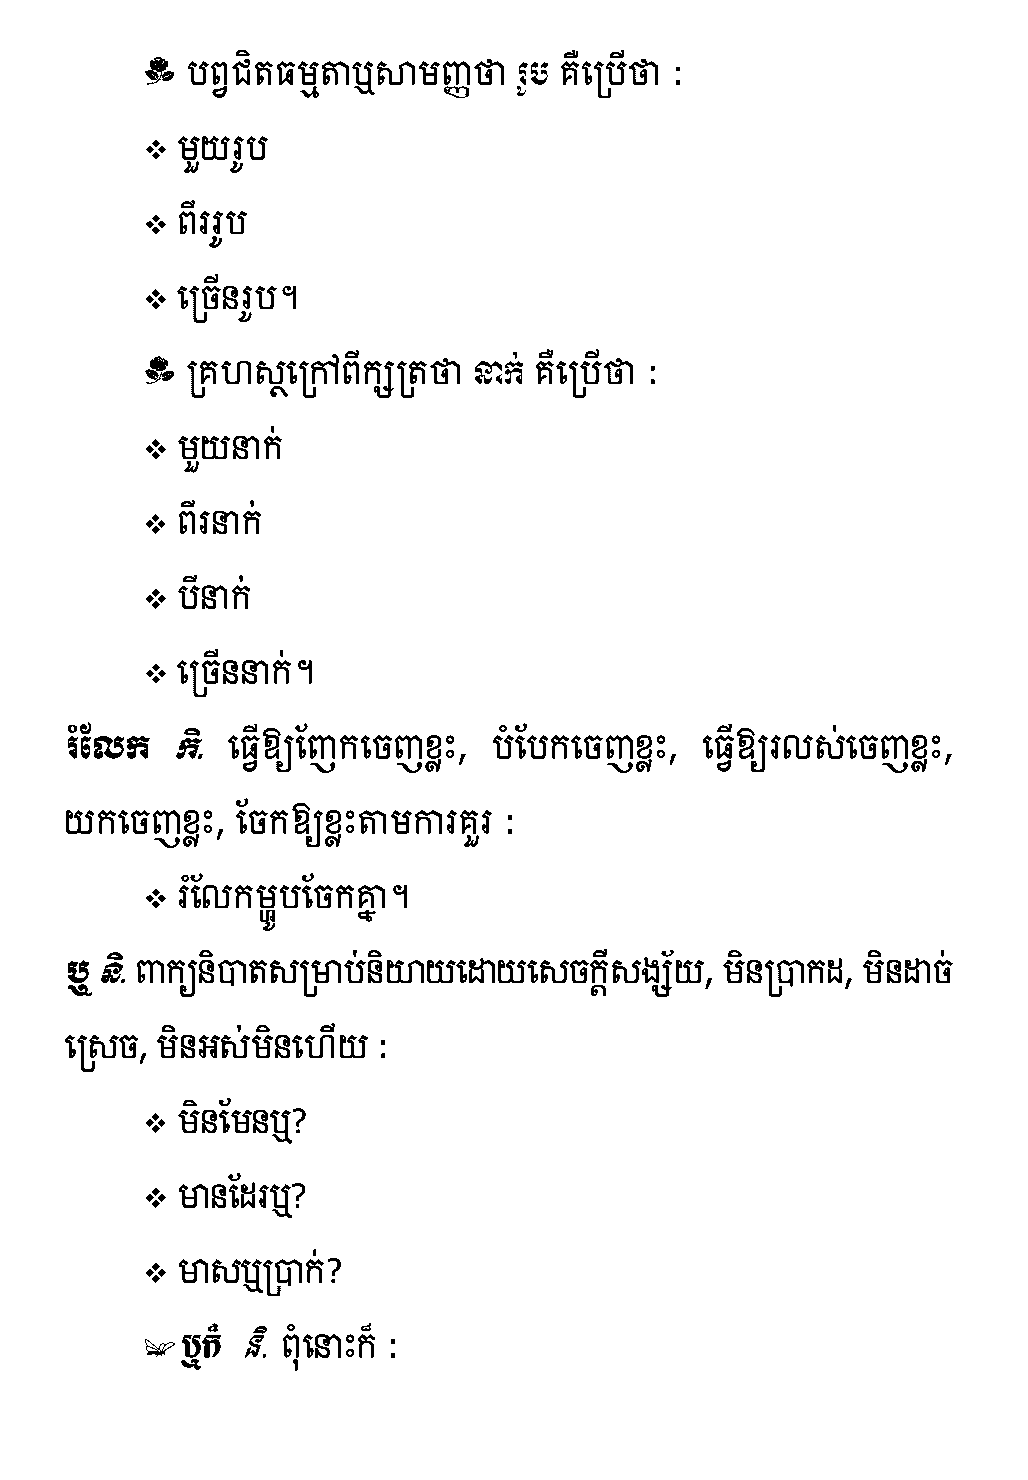 បព្វជិតធម្មតាឬសាមញ្ញថា រូប គឺប្រើថា :
❖ មួយរូប
❖ ពីររូប
❖ ច្រើនរូប។
គ្រហស្ថក្រៅពីក្សត្រថា នាក់ គឺប្រើថា :
❖ មួយនាក់
❖ ពីរនាក់
❖ បីនាក់
❖ ច្រើននាក់។
រំលែក កិ. ធ្វើឱ្យញែកចេញខ្លះ, បំបែកចេញខ្លះ, ធ្វើឱ្យរលស់ចេញខ្លះ,
យកចេញខ្លះ, ចែកឱ្យខ្លះតាមការគួរ :
❖ រំលែកម្ហូបចែកគ្នា។
ឬ និ. ពាក្យនិបាតសម្រាប់និយាយដោយសេចក្ដីសង្ស័យ, មិនប្រាកដ, មិនដាច់
ស្រេច, មិនអស់មិនហើយ :
❖ មិនមែនឬ?
❖ មានដែរឬ?
❖ មាសឬប្រាក់?
ឬក៏ និ. ពុំនោះក៏ :